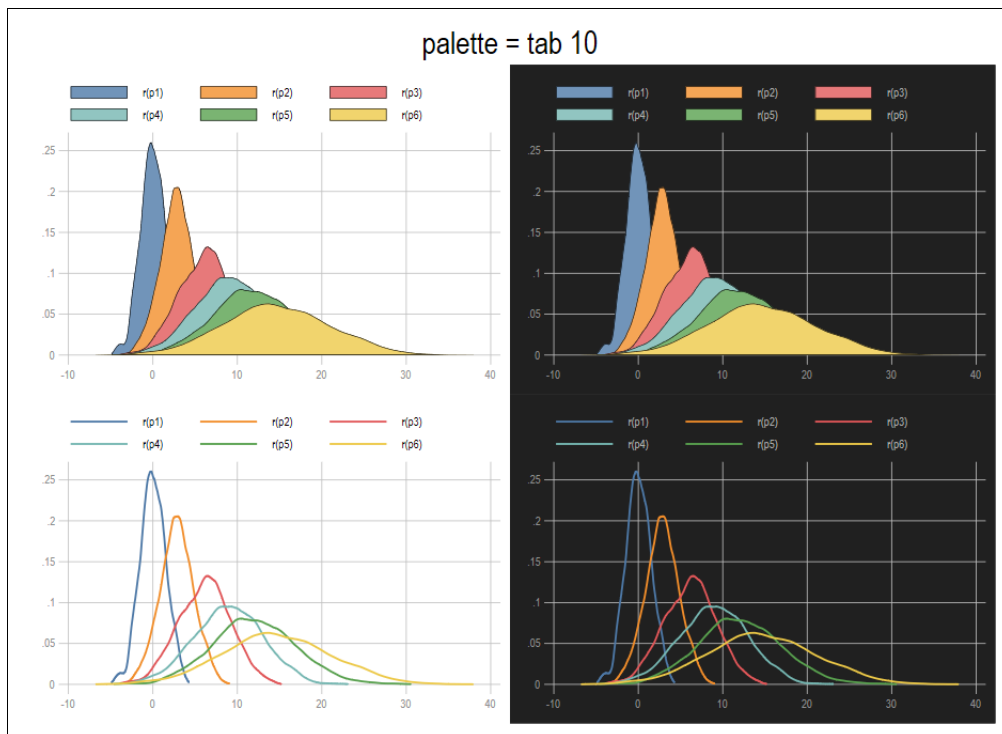 palette = tab 10
r(p1) r(p2) r(p3)
r(p4) r(p5) r(p6)
.25
.2
.15
.1
.05
0
-10 0 10 20 30 40
r(p1) r(p2) r(p3)
r(p4) r(p5) r(p6)
.25
.2
.15
.1
.05
0
-10 0 10 20 30 40
r(p1) r(p2) r(p3)
r(p4) r(p5) r(p6)
.25
.2
.15
.1
.05
0
-10 0 10 20 30 40
r(p1) r(p2) r(p3)
r(p4) r(p5) r(p6)
.25
.2
.15
.1
.05
0
-10 0 10 20 30 40